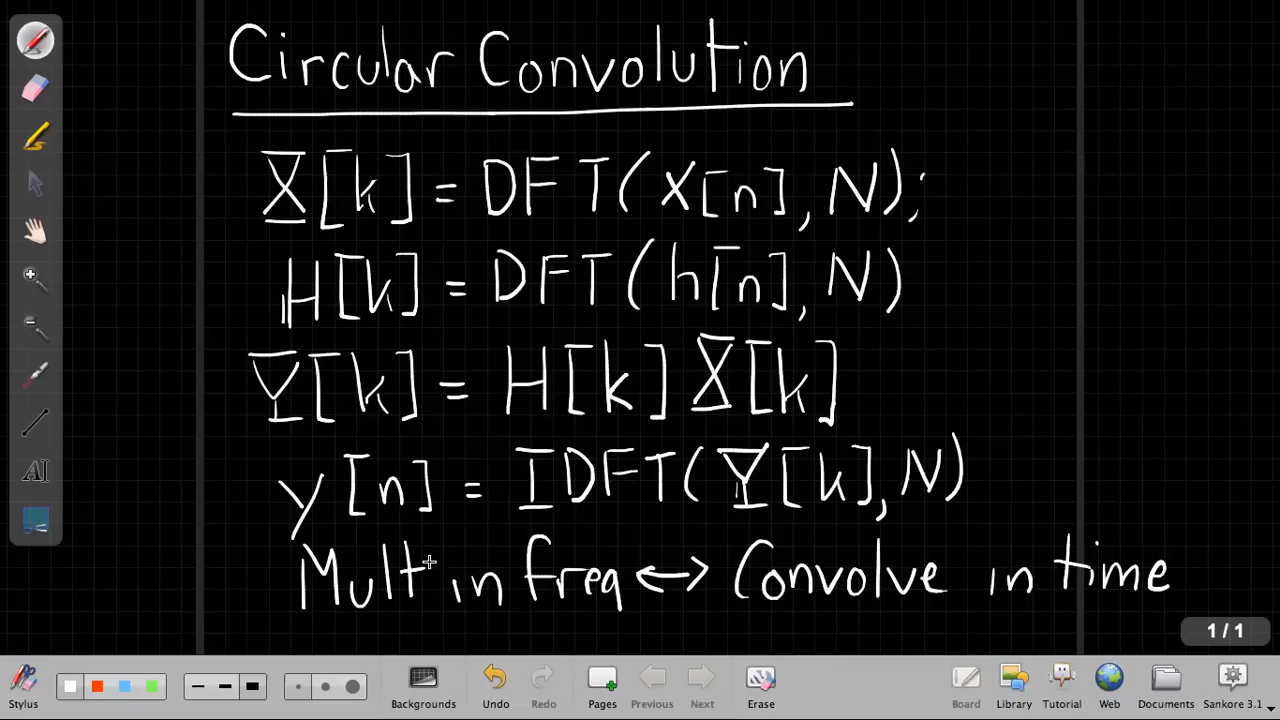 Circular Convolution
X[k] = DFT(x[n], N);
H[k] = DFT(h[n], N)
Y[k] = H[k] X[k]
y[n] = IDFT(Y[k], N)
Mult in freq ↔ Convolve in time
1 / 1
Stylus Backgrounds Undo Redo Pages Previous Next Erase Board Library Tutorial Web Documents Sankore 3.1
AI